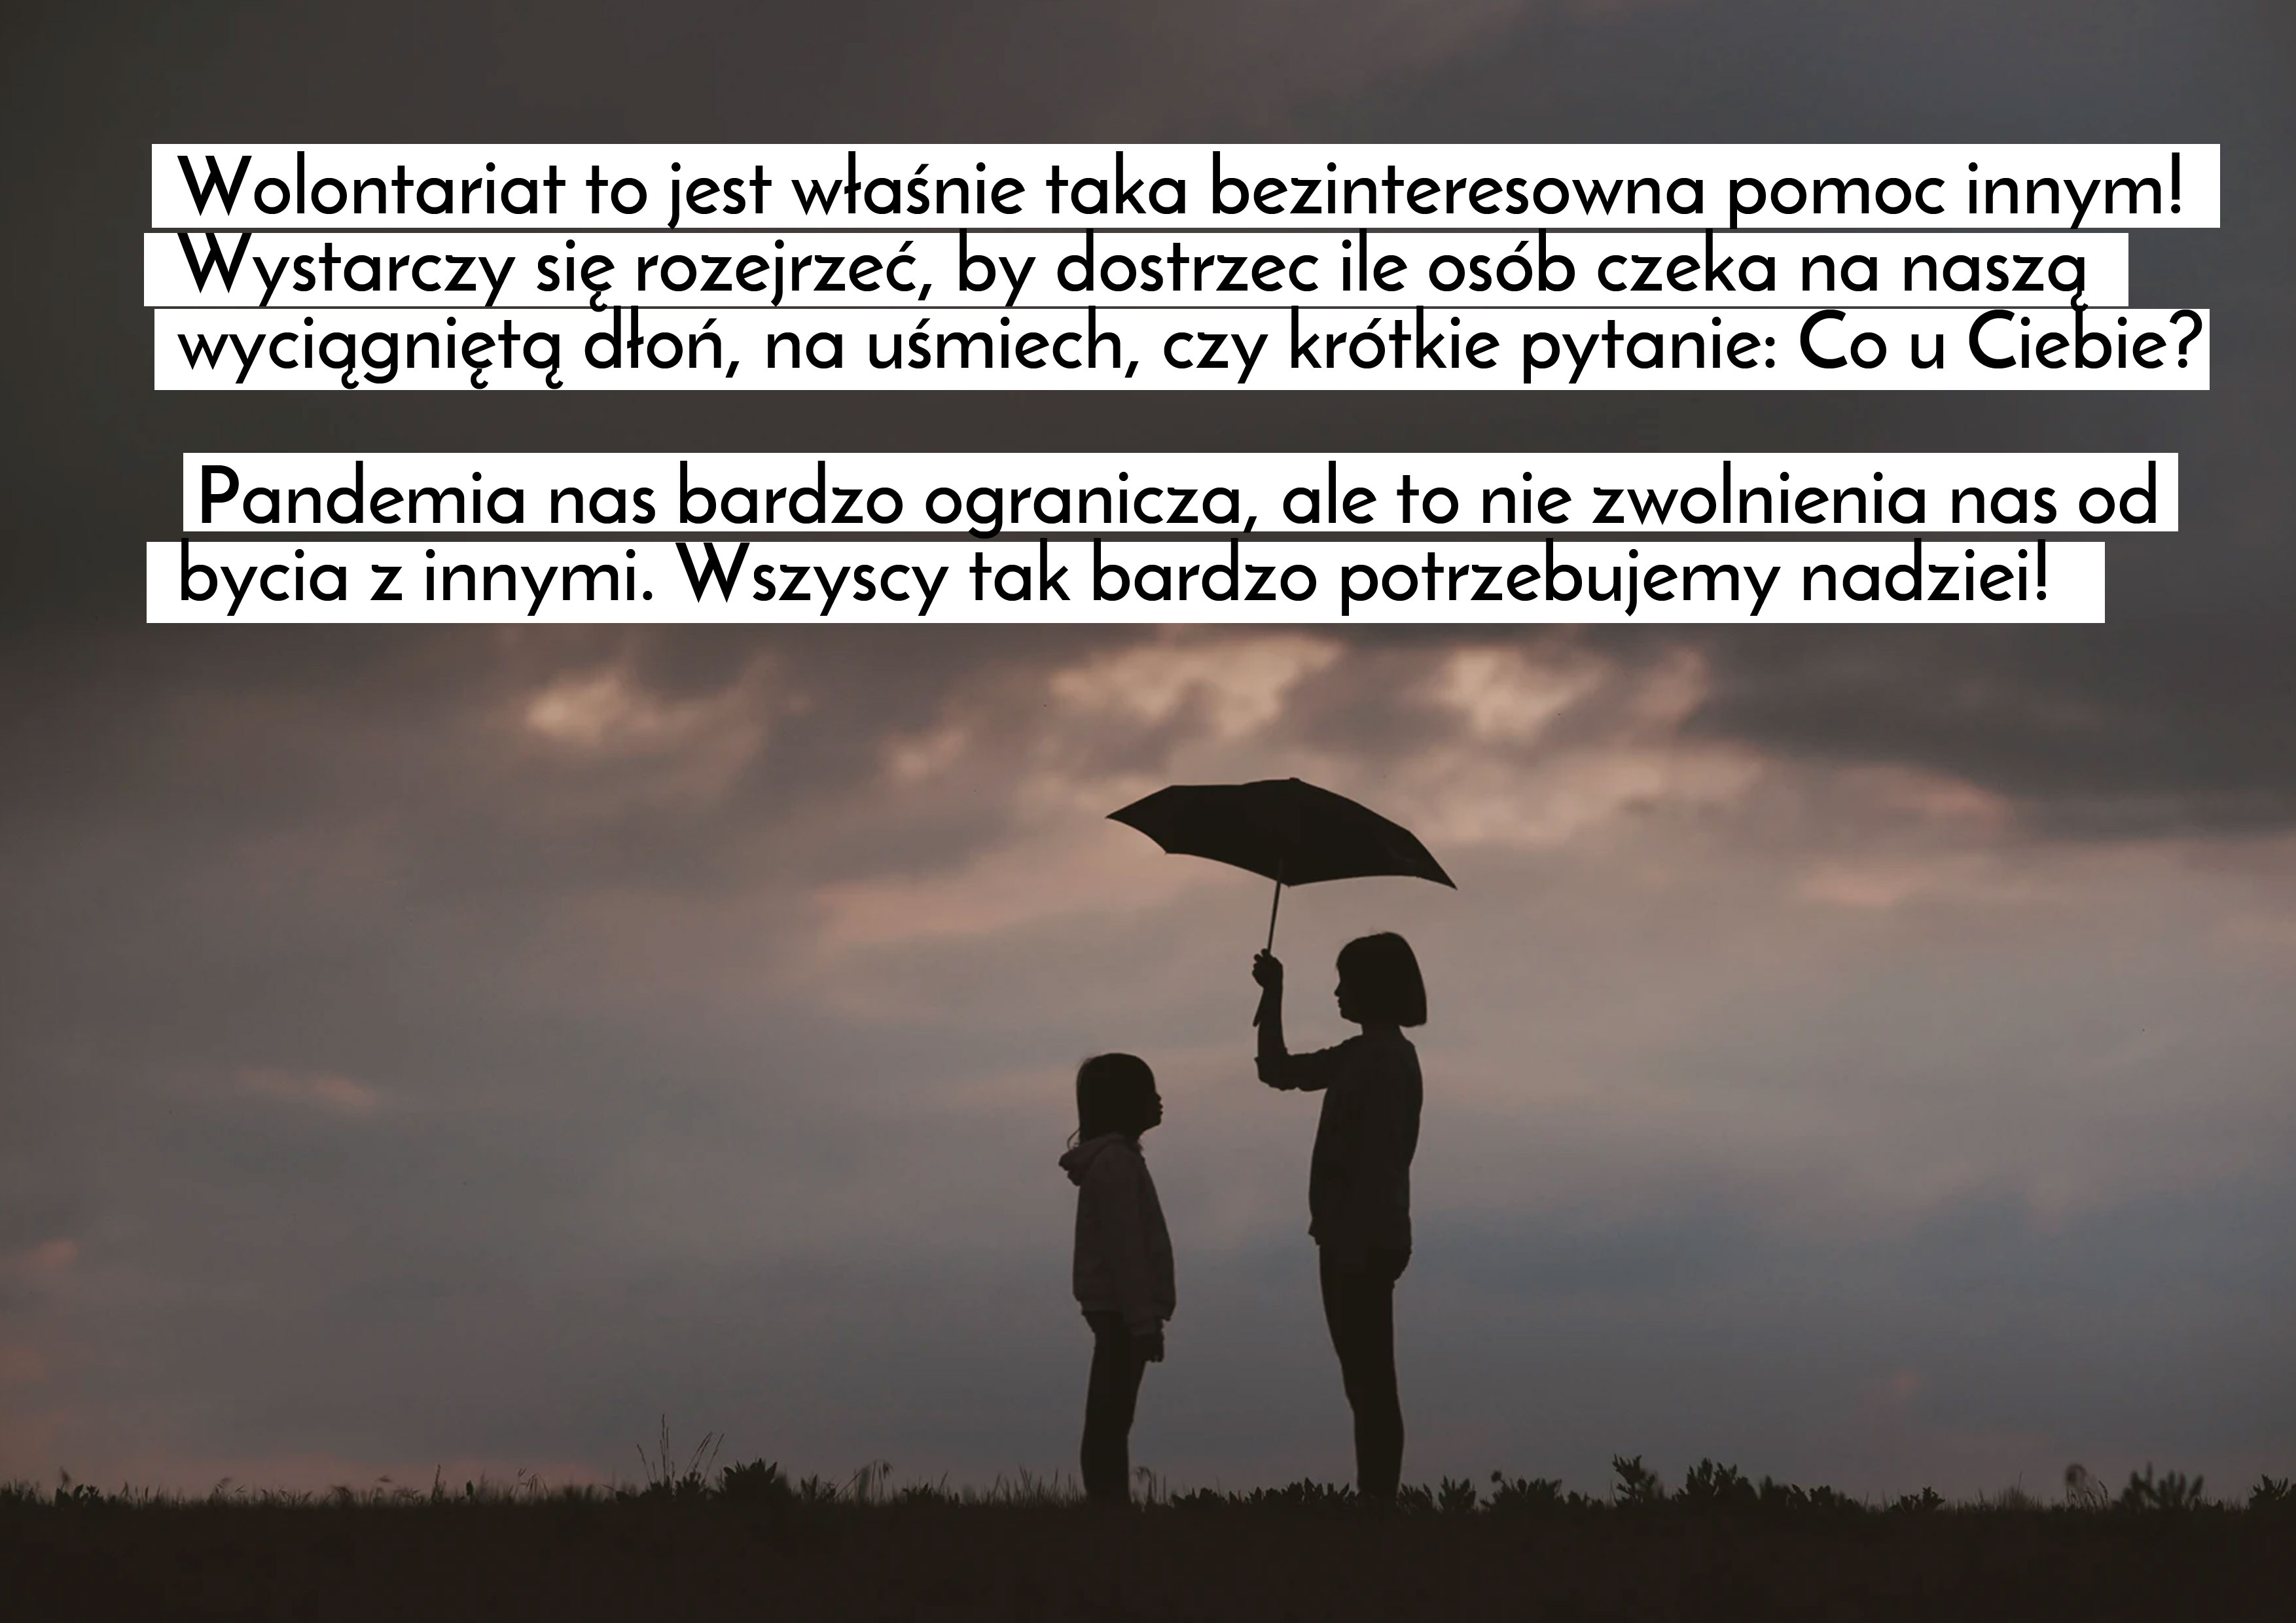 Wolontariat to jest właśnie taka bezinteresowna pomoc innym!
Wystarczy się rozejrzeć, by dostrzec ile osób czeka na naszą
wyciągniętą dłoń, na uśmiech, czy krótkie pytanie: Co u Ciebie?
Pandemia nas bardzo ogranicza, ale to nie zwolnienia nas od
bycia z innymi. Wszyscy tak bardzo potrzebujemy nadziei!